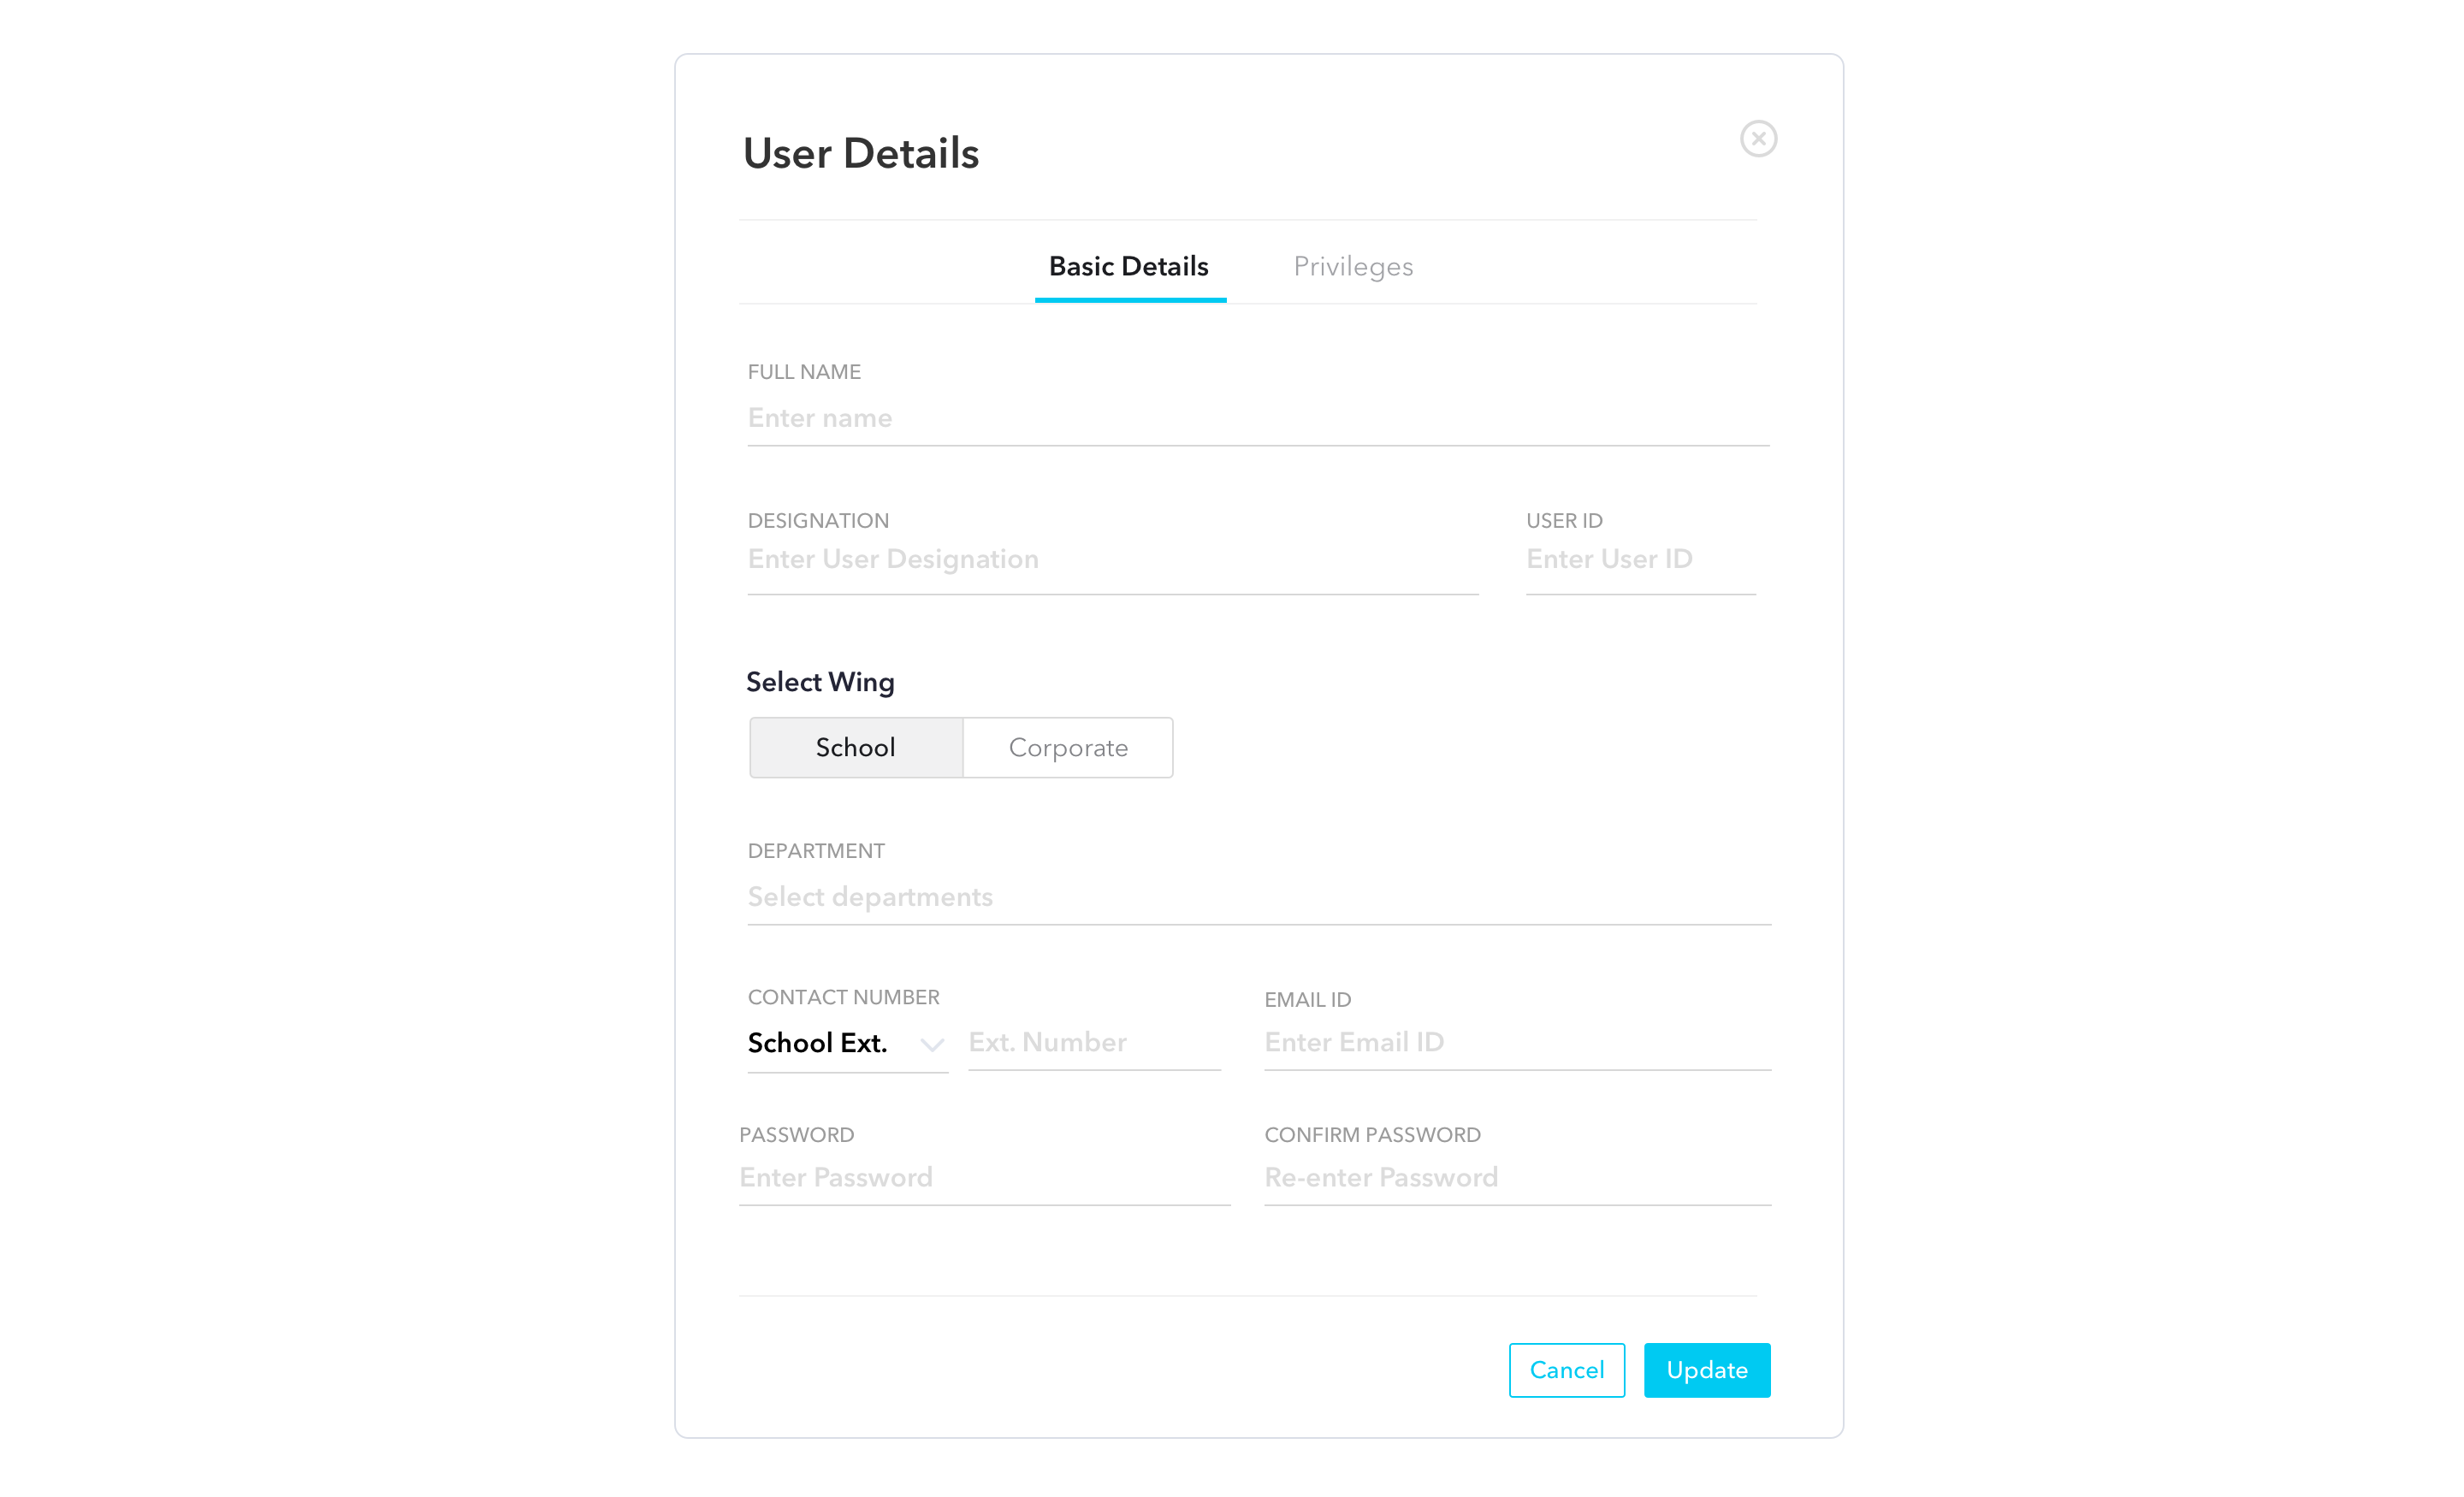 User Details
Basic Details Privileges
FULL NAME
Enter name
DESIGNATION USER ID
Enter User Designation Enter User ID
Select Wing
School Corporate
DEPARTMENT
Select departments
CONTACT NUMBER EMAIL ID
School Ext. Ext. Number Enter Email ID
PASSWORD CONFIRM PASSWORD
Enter Password Re-enter Password
Cancel Update